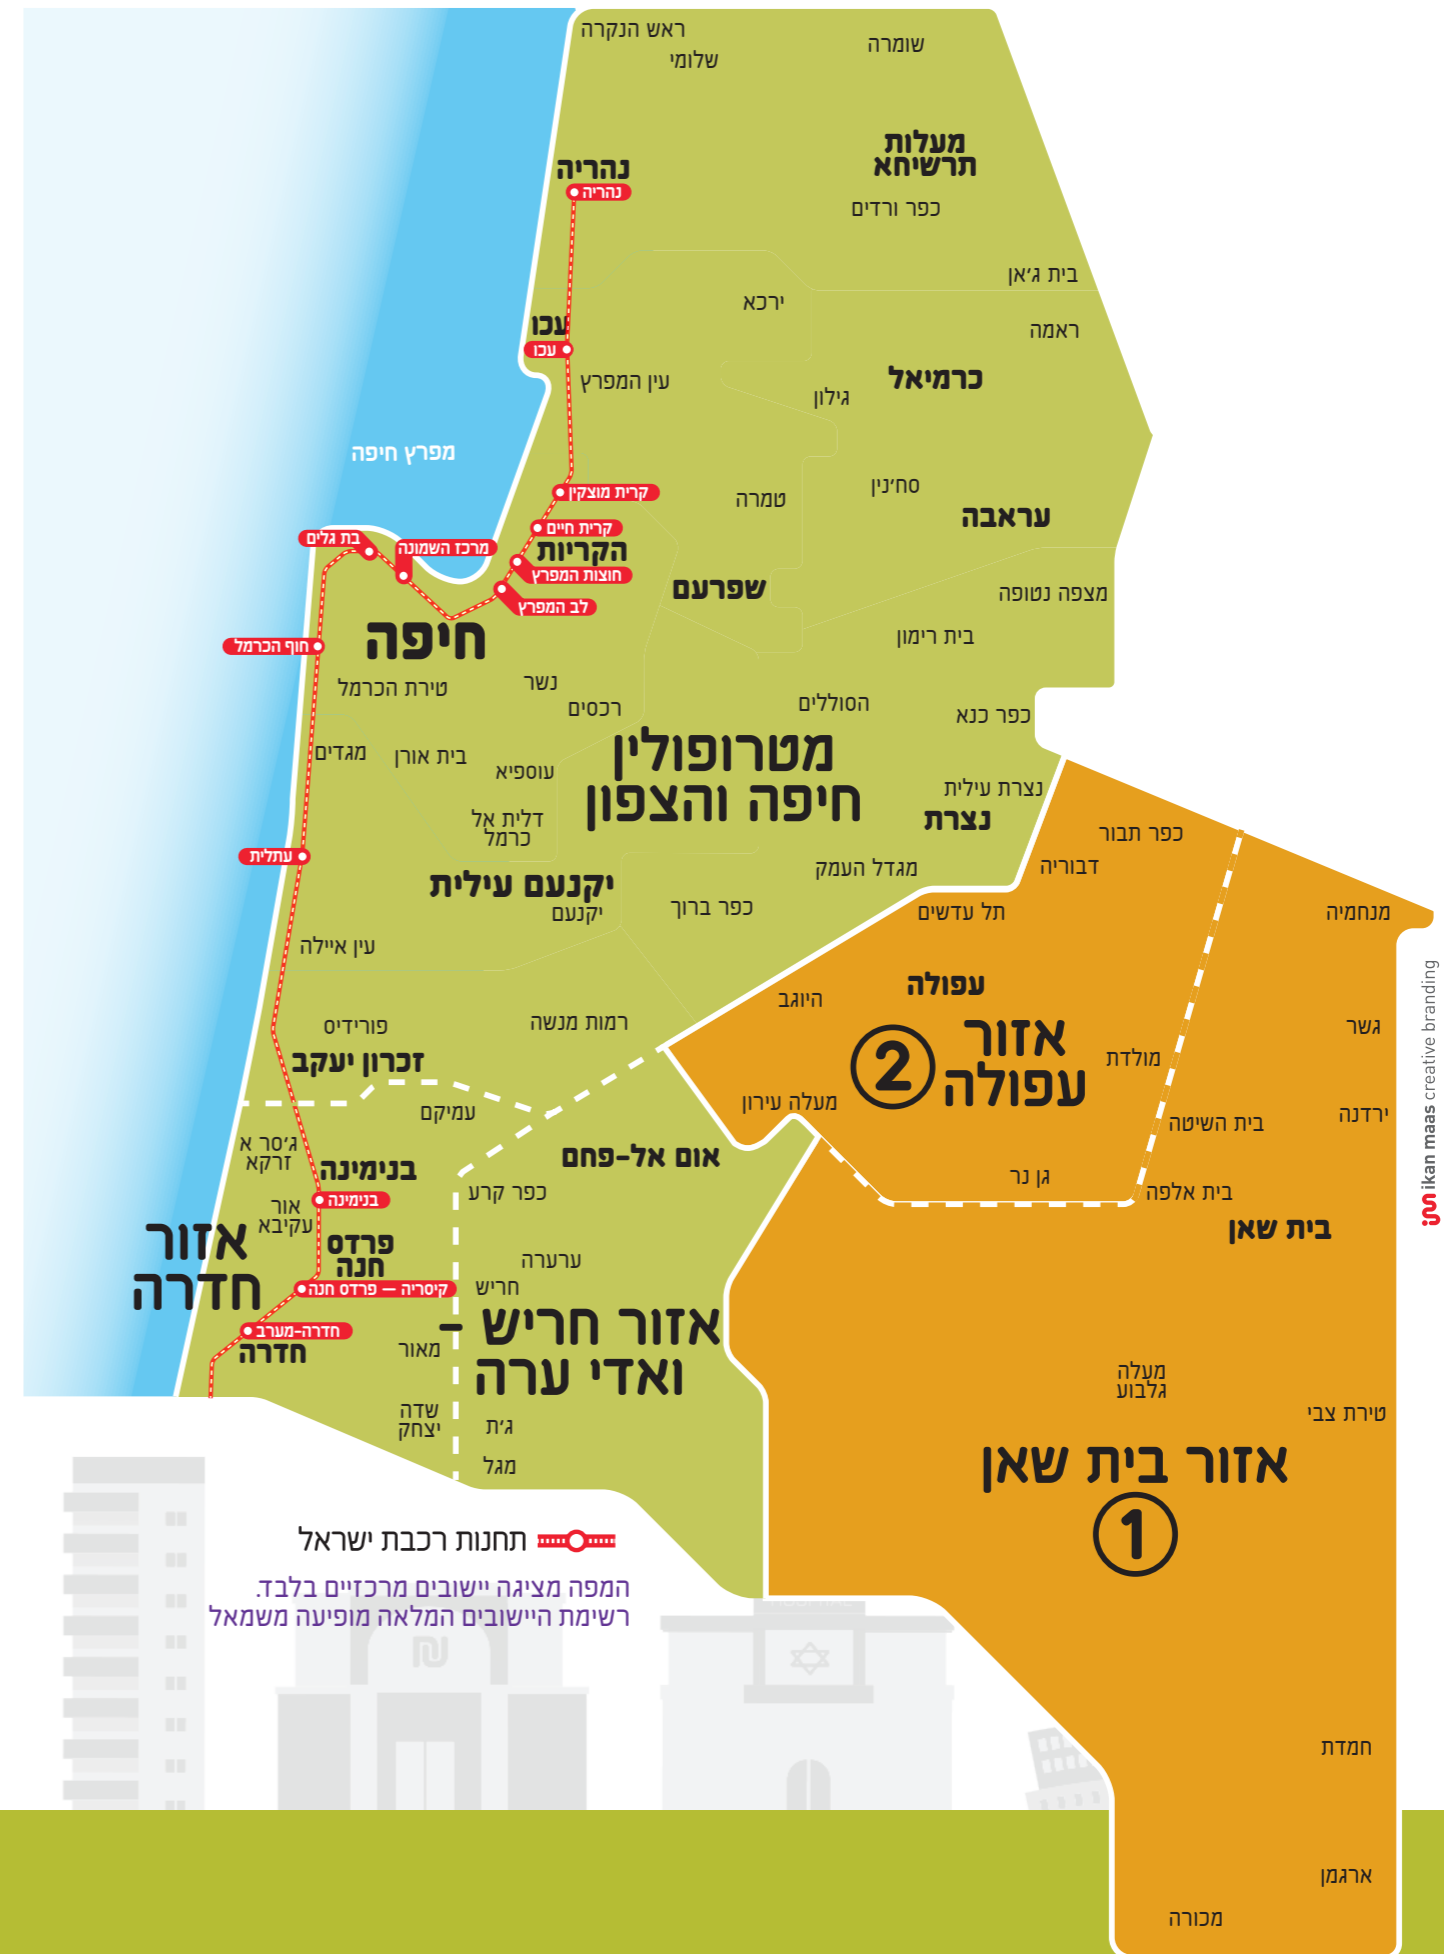 ראש הנקרה
שלומי
שומרה
מעלות
תרשיחא
כפר ורדים
נהריה
נהריה
בית ג׳אן
ירכא
ראמה
עכו
עכו
עין המפרץ
כרמיאל
גילון
מפרץ חיפה
סח׳נין
קרית מוצקין
טמרה
עראבה
קרית חיים
הקריות
בת גלים
מרכז השמונה
חוצות המפרץ
לב המפרץ
שפרעם
מצפה נטופה
בית רימון
חיפה
חוף הכרמל
טירת הכרמל
נשר
רכסים
הסוללים
כפר כנא
מטרופולין
חיפה והצפון
מגדים
בית אורן
עוספיא
דלית אל
כרמל
נצרת עילית
נצרת
כפר תבור
דבוריה
עתלית
מגדל העמק
יקנעם עילית
יקנעם
כפר ברוך
תל עדשים
מנחמיה
עין איילה
עפולה
היוגב
אזור
עפולה
2
פורידיס
רמות מנשה
גשר
זכרון יעקב
מולדת
מעלה עירון
עמיקם
ירדנה
בית השיטה
ג׳סר א
זרקא
אום אל-פחם
בנימינה
בנימינה
כפר קרע
גן נר
בית אלפה
בית שאן
אור
עקיבא
אזור
חדרה
פרדס
חנה
קיסריה – פרדס חנה
ערערה
חריש
אזור חריש -
ואדי ערה
חדרה-מערב
חדרה
מאור
מעלה
גלבוע
טירת צבי
שדה
יצחק
ג׳ת
מגל
אזור בית שאן
1
תחנות רכבת ישראל
המפה מציגה יישובים מרכזיים בלבד.
רשימת היישובים המלאה מופיעה משמאל
₪
חמדת
ארגמן
מכורה
ikan maas creative branding